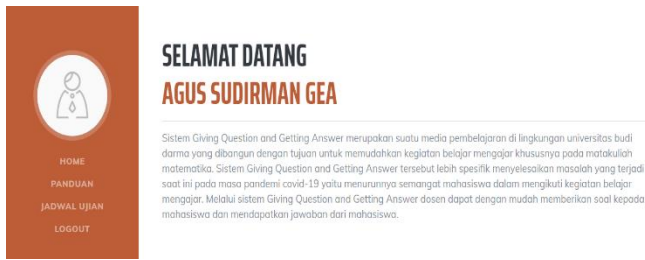 HOME
PANDUAN
JADWAL UJIAN
LOGOUT
SELAMAT DATANG
AGUS SUDIRMAN GEA
Sistem Giving Question and Getting Answer merupakan suatu media pembelajaran di lingkungan universitas budi
darma yang dibangun dengan tujuan untuk memudahkan kegiatan belajar mengajar khususnya pada matakuliah
matematika. Sistem Giving Question and Getting Answer tersebut lebih spesifik menyelesaikan masalah yang terjadi
saat ini pada masa pandemi covid-19 yaitu menurunnya semangat mahasiswa dalam mengikuti kegiatan belajar
mengajar. Melalui sistem Giving Question and Getting Answer dosen dapat dengan mudah memberikan soal kepada
mahasiswa dan mendapatkan jawaban dari mahasiswa.